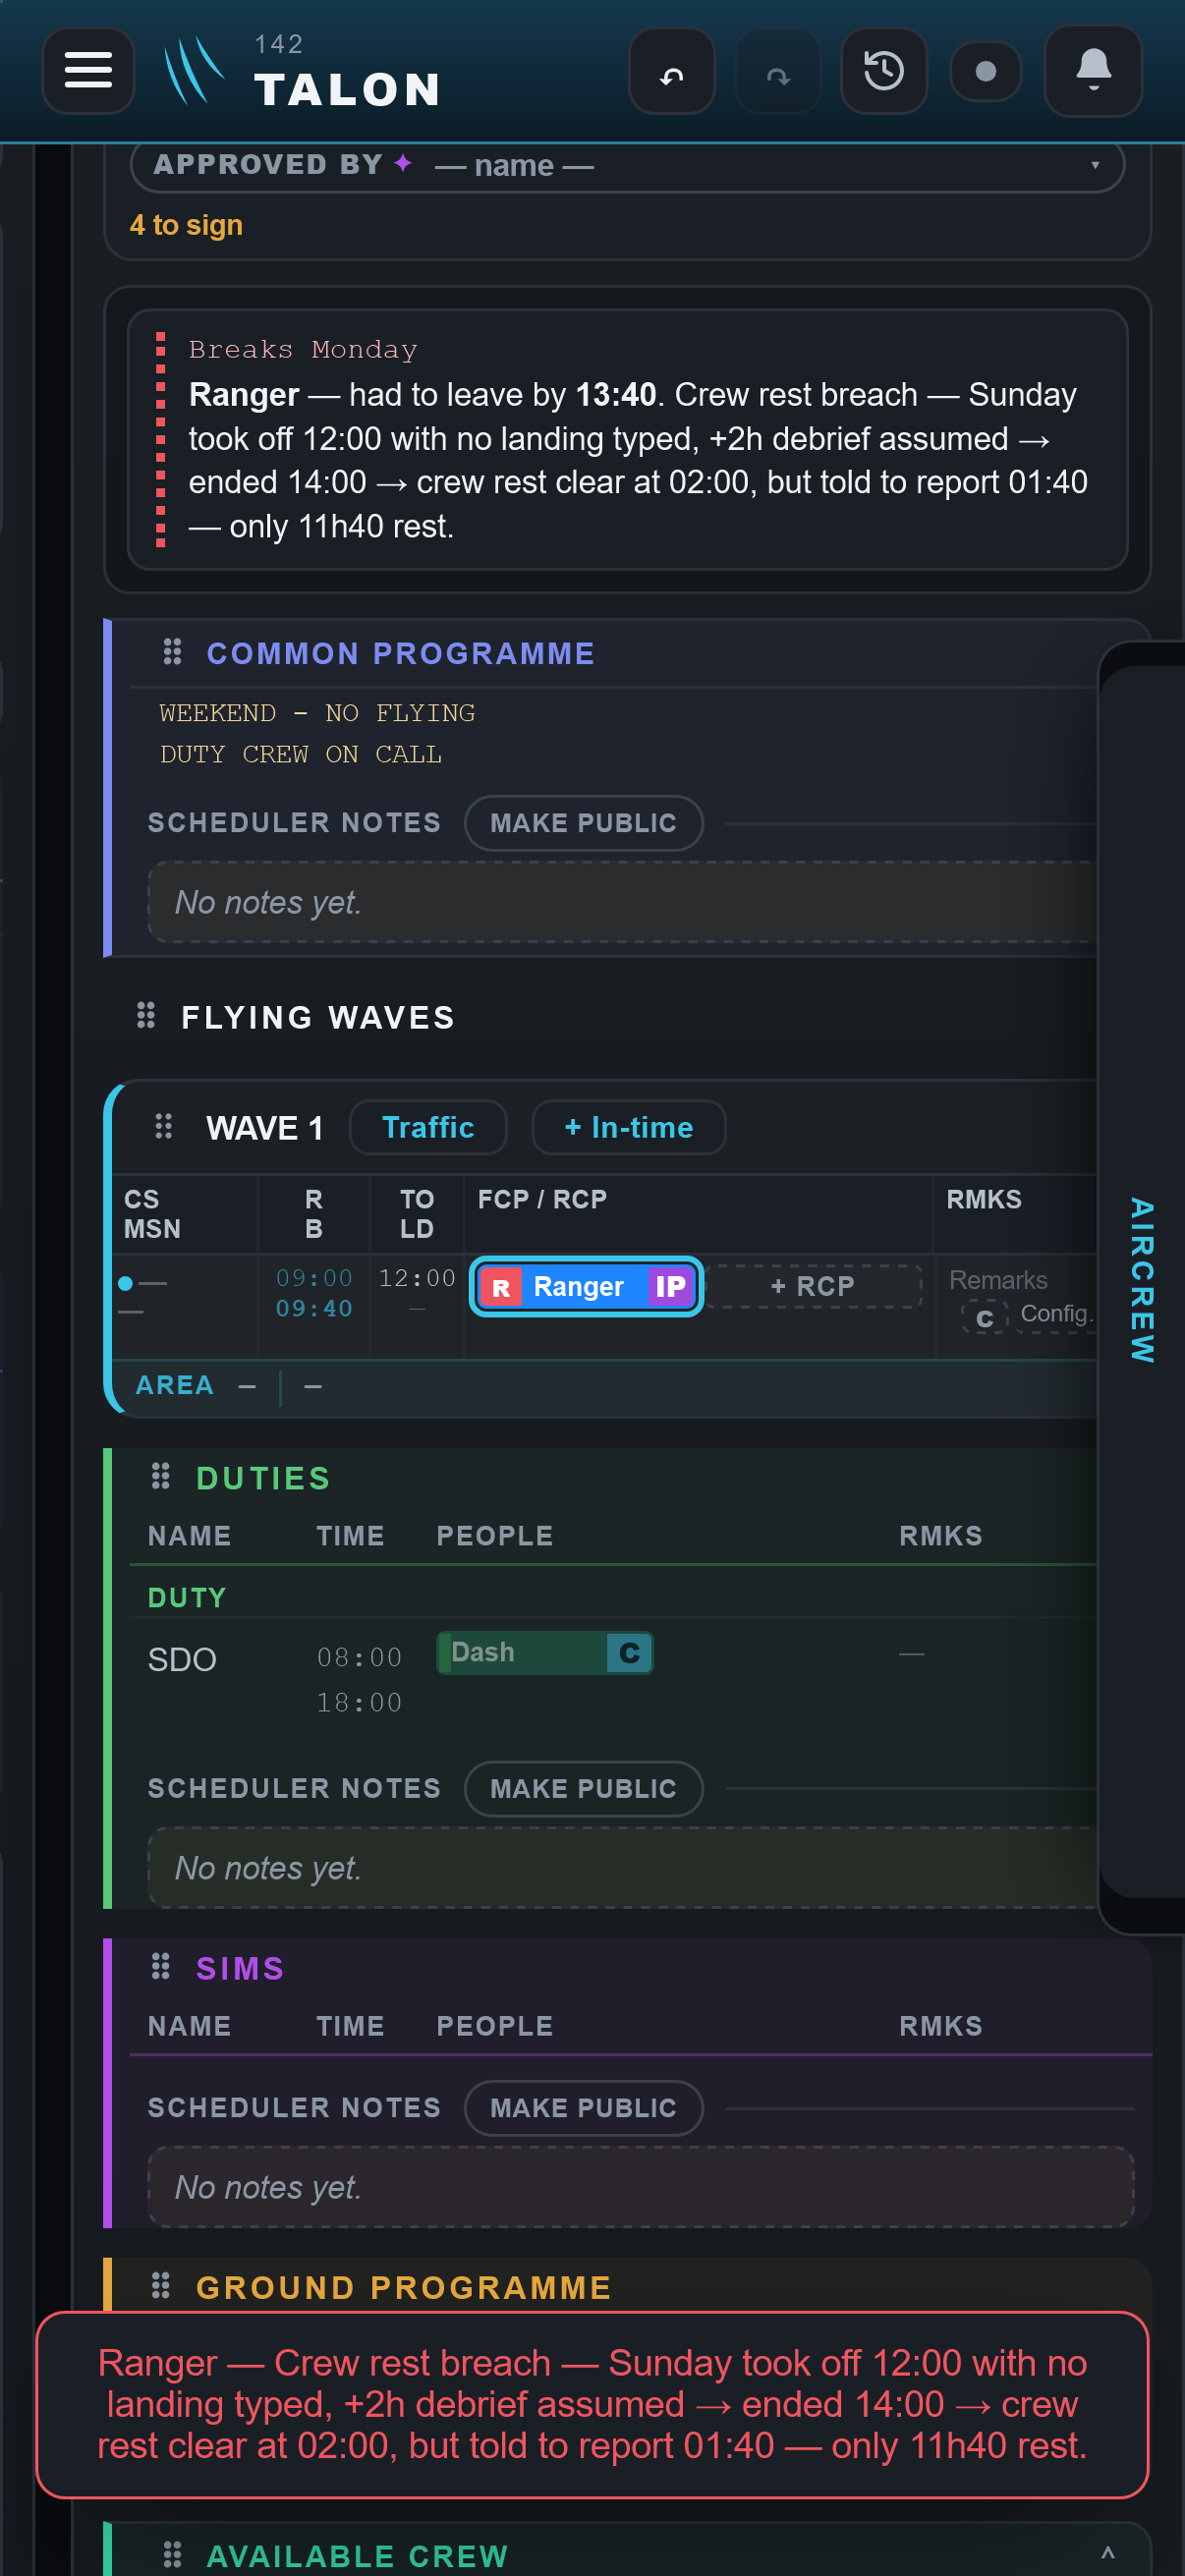 142
TALON
APPROVED BY ✦ — name —
4 to sign
Breaks Monday
Ranger — had to leave by 13:40. Crew rest breach — Sunday
took off 12:00 with no landing typed, +2h debrief assumed →
ended 14:00 → crew rest clear at 02:00, but told to report 01:40
— only 11h40 rest.
COMMON PROGRAMME
WEEKEND - NO FLYING
DUTY CREW ON CALL
SCHEDULER NOTES MAKE PUBLIC
No notes yet.
FLYING WAVES
WAVE 1 Traffic + In-time
CS R TO FCP / RCP RMKS
MSN B LD
— 09:00 12:00 R Ranger IP + RCP Remarks
— 09:40 — C Config.
AREA — —
AIRCREW
DUTIES
NAME TIME PEOPLE RMKS
DUTY
SDO 08:00 Dash C —
18:00
SCHEDULER NOTES MAKE PUBLIC
No notes yet.
SIMS
NAME TIME PEOPLE RMKS
SCHEDULER NOTES MAKE PUBLIC
No notes yet.
GROUND PROGRAMME
Ranger — Crew rest breach — Sunday took off 12:00 with no
landing typed, +2h debrief assumed → ended 14:00 → crew
rest clear at 02:00, but told to report 01:40 — only 11h40 rest.
AVAILABLE CREW